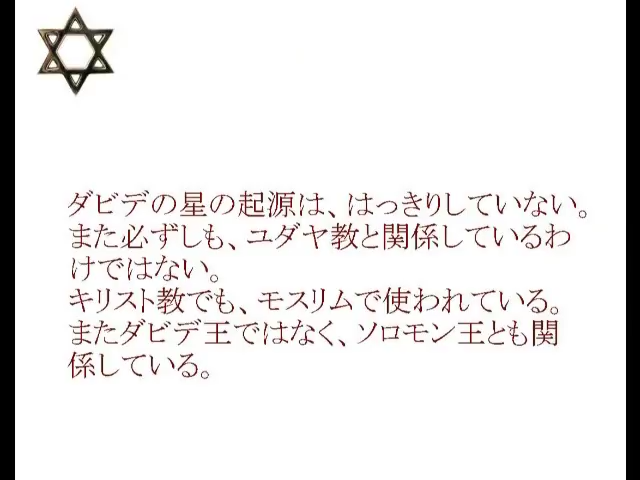 ダビデの星の起源は、はっきりしていない。
また必ずしも、ユダヤ教と関係しているわ
けではない。
キリスト教でも、モスリムで使われている。
またダビデ王ではなく、ソロモン王とも関
係している。